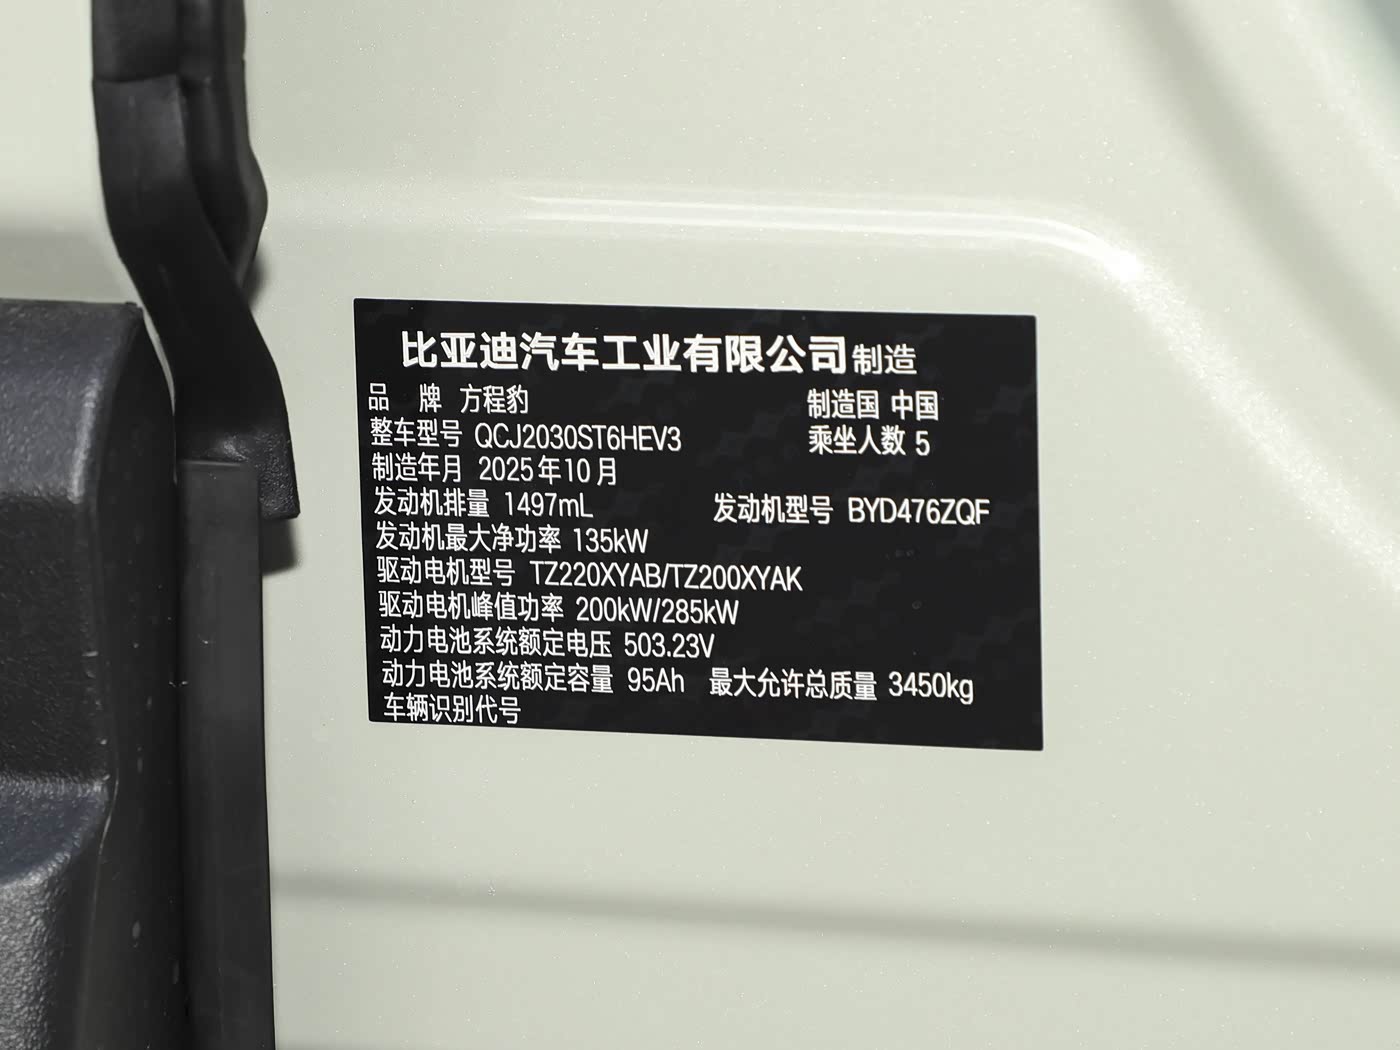 比亚迪汽车工业有限公司制造
品 牌 方程豹 制造国 中国
整车型号 QCJ2030ST6HEV3 乘坐人数 5
制造年月 2025年10月
发动机排量 1497mL 发动机型号 BYD476ZQF
发动机最大净功率 135kW
驱动电机型号 TZ220XYAB/TZ200XYAK
驱动电机峰值功率 200kW/285kW
动力电池系统额定电压 503.23V
动力电池系统额定容量 95Ah 最大允许总质量 3450kg
车辆识别代号